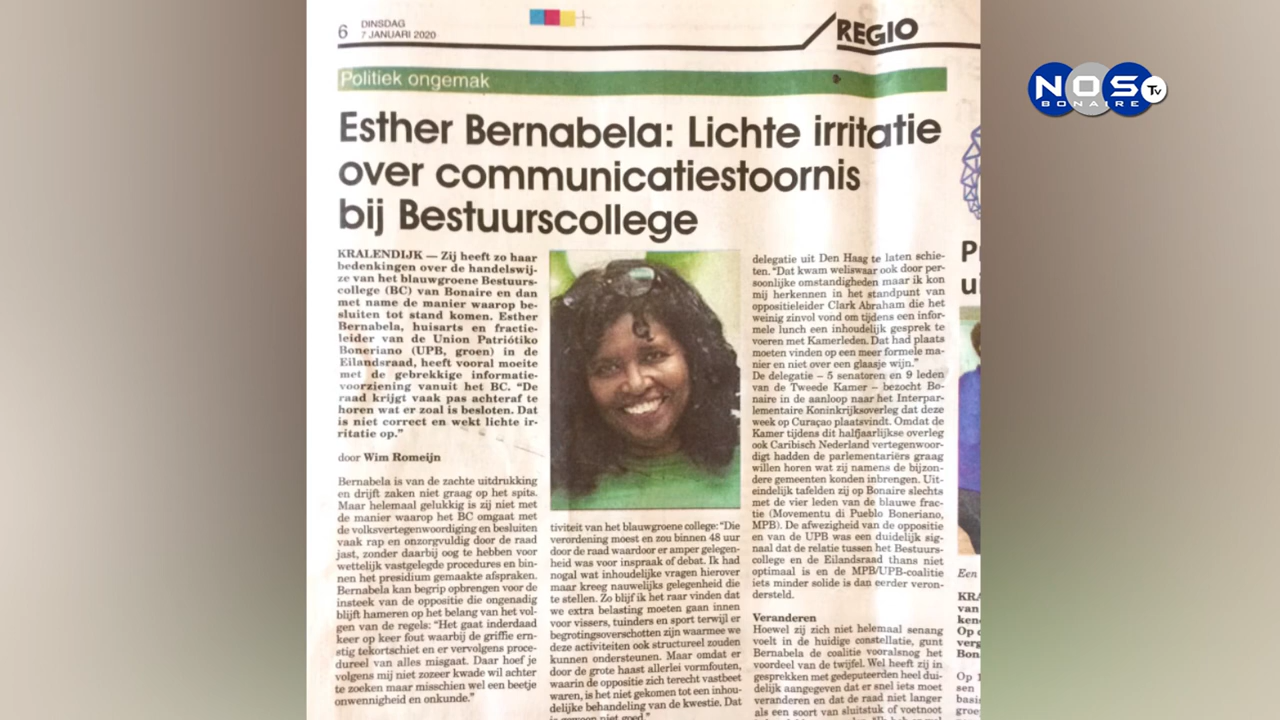 6
DINSDAG
7 JANUARI 2020
REGIO
NOS TV
BONAIRE
Politiek ongemak
Esther Bernabela: Lichte irritatie
over communicatiestoornis
bij Bestuurscollege
KRALENDIJK — Zij heeft zo haar
bedenkingen over de handelswij-
ze van het blauwgroene Bestuurs-
college (BC) van Bonaire en dan
met name de manier waarop be-
sluiten tot stand komen. Esther
Bernabela, huisarts en fractie-
leider van de Union Patriótiko
Boneriano (UPB, groen) in de
Eilandsraad, heeft vooral moeite
met de gebrekkige informatie-
voorziening vanuit het BC. “De
raad krijgt vaak pas achteraf te
horen wat er zoal is besloten. Dat
is niet correct en wekt lichte ir-
ritatie op.”
door Wim Romeijn
Bernabela is van de zachte uitdrukking
en drijft zaken niet graag op het spits.
Maar helemaal gelukkig is zij niet met
de manier waarop het BC omgaat met
de volksvertegenwoordiging en besluiten
vaak rap en onzorgvuldig door de raad
jast, zonder daarbij oog te hebben voor
wettelijk vastgelegde procedures en bin-
nen het presidium gemaakte afspraken.
Bernabela kan begrip opbrengen voor de
insteek van de oppositie die ongenadig
blijft hameren op het belang van het vol-
gen van de regels: “Het gaat inderdaad
keer op keer fout waarbij de griffie ern-
stig tekortschiet en er vervolgens proce-
dureel van alles misgaat. Daar hoef je
volgens mij niet zozeer kwade wil achter
te zoeken maar misschien wel een beetje
onwennigheid en onkunde.”
tiviteit van het blauwgroene college: “Die
verordening moest en zou binnen 48 uur
door de raad waardoor er amper gelegen-
heid was voor inspraak of debat. Ik had
nogal wat inhoudelijke vragen hierover
maar kreeg nauwelijks gelegenheid die
te stellen. Zo blijf ik het raar vinden dat
we extra belasting moeten gaan innen
voor vissers, tuinders en sport terwijl er
begrotingsoverschotten zijn waarmee we
deze activiteiten ook structureel zouden
kunnen ondersteunen. Maar omdat er
door de grote haast allerlei vormfouten,
waarin de oppositie zich terecht vastbeet
waren, is het niet gekomen tot een inhou-
delijke behandeling van de kwestie. Dat
is gewoon niet goed.”
delegatie uit Den Haag te laten schie-
ten. “Dat kwam weliswaar ook door per-
soonlijke omstandigheden maar ik kon
mij herkennen in het standpunt van
oppositieleider Clark Abraham die het
weinig zinvol vond om tijdens een infor-
mele lunch een inhoudelijk gesprek te
voeren met Kamerleden. Dat had plaats
moeten vinden op een meer formele ma-
nier en niet over een glaasje wijn.”
De delegatie – 5 senatoren en 9 leden
van de Tweede Kamer – bezocht Bo-
naire in de aanloop naar het Interpar-
lementaire Koninkrijksoverleg dat deze
week op Curaçao plaatsvindt. Omdat de
Kamer tijdens dit halfjaarlijkse overleg
ook Caribisch Nederland vertegenwoor-
digt hadden de parlementariërs graag
willen horen wat zij namens de bijzon-
dere gemeenten konden inbrengen. Uit-
eindelijk tafelden zij op Bonaire slechts
met de vier leden van de blauwe frac-
tie (Movementu di Pueblo Boneriano,
MPB). De afwezigheid van de oppositie
en van de UPB was een duidelijk sig-
naal dat de relatie tussen het Bestuurs-
college en de Eilandsraad thans niet
optimaal is en de MPB/UPB-coalitie
iets minder solide is dan eerder veron-
dersteld.
Veranderen
Hoewel zij zich niet helemaal senang
voelt in de huidige constellatie, gunt
Bernabela de coalitie vooralsnog het
voordeel van de twijfel. Wel heeft zij in
gesprekken met gedeputeerden heel dui-
delijk aangegeven dat er snel iets moet
veranderen en dat de raad niet langer
als een soort van sluitstuk of voetnoot
Een
van
Op
Bon
Op 1
sen
basi
groe